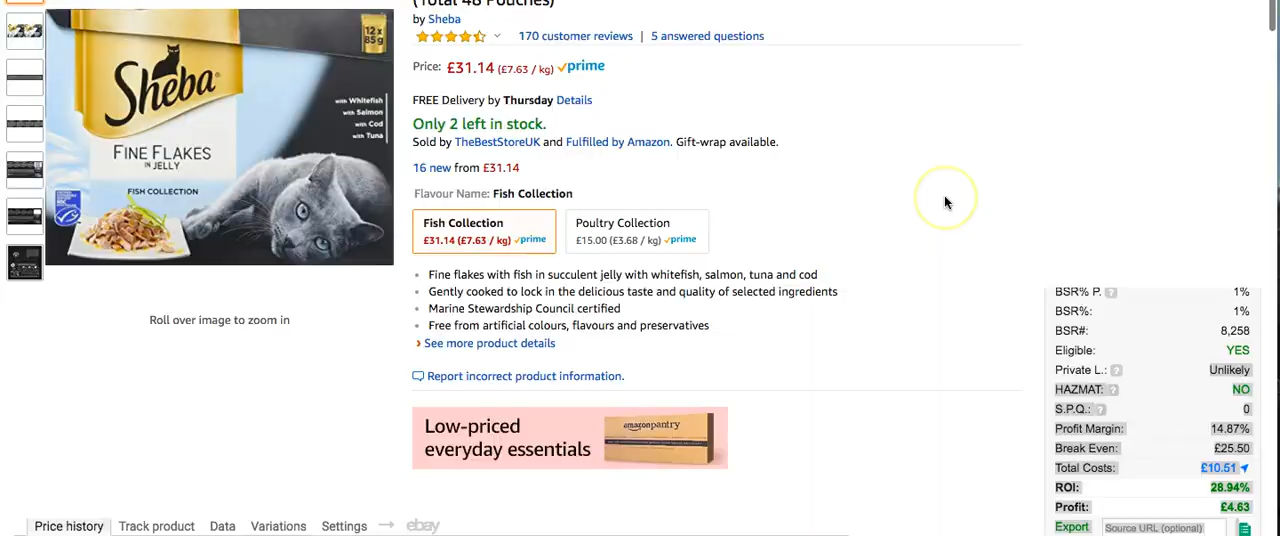 (Total 48 Pouches)
by Sheba
170 customer reviews | 5 answered questions
Price: £31.14 (£7.63 / kg) prime
FREE Delivery by Thursday Details
Only 2 left in stock.
Sold by TheBestStoreUK and Fulfilled by Amazon. Gift-wrap available.
16 new from £31.14
Flavour Name: Fish Collection
Fish Collection
£31.14 (£7.63 / kg) prime
Poultry Collection
£15.00 (£3.68 / kg) prime
Fine flakes with fish in succulent jelly with whitefish, salmon, tuna and cod
Gently cooked to lock in the delicious taste and quality of selected ingredients
Marine Stewardship Council certified
Free from artificial colours, flavours and preservatives
See more product details
Report incorrect product information.
Low-priced
everyday essentials
amazonpantry
12 x
85g
Sheba
with Whitefish
with Salmon
with Cod
with Tuna
FINE FLAKES
IN JELLY
FISH COLLECTION
Roll over image to zoom in
BSR% P. ? 1%
BSR%: 1%
BSR#: 8,258
Eligible: YES
Private L.: ? Unlikely
HAZMAT: ? NO
S.P.Q.: ? 0
Profit Margin: 14.87%
Break Even: £25.50
Total Costs: £10.51
ROI: 28.94%
Profit: £4.63
Export Source URL (optional)
Price history Track product Data Variations Settings ebay